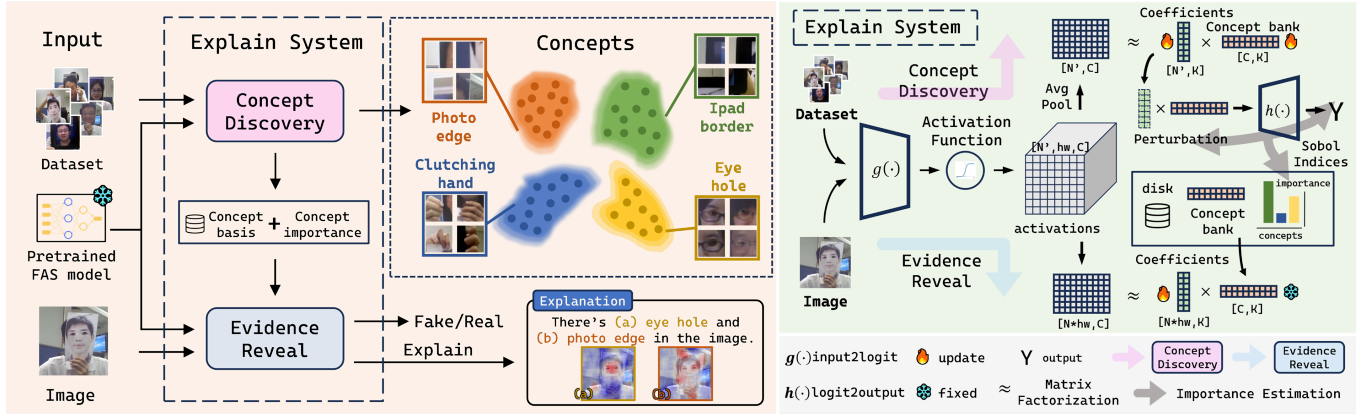 Input
Dataset
Pretrained
FAS model
Image
Explain System
Concept
Discovery
Concept
basis
+
Concept
importance
Evidence
Reveal
Concepts
Photo
edge
Ipad
border
Clutching
hand
Eye
hole
Fake/Real
Explain
Explanation
There's (a) eye hole and
(b) photo edge in the image.
(a)
(b)
Explain System
Dataset
Image
Concept
Discovery
Evidence
Reveal
g(·)
Activation
Function
[N',hw,C]
activations
Avg
Pool
[N',C]
≈
Coefficients
[N',K]
×
Concept bank
[C,K]
×
Perturbation
h(·)
Y
Sobol
Indices
disk
Concept
bank
importance
concepts
[N*hw,C]
≈
Coefficients
[N*hw,K]
×
[C,K]
g(·)input2logit
update
Y output
Concept
Discovery
Evidence
Reveal
h(·)logit2output
fixed
≈ Matrix
Factorization
Importance Estimation